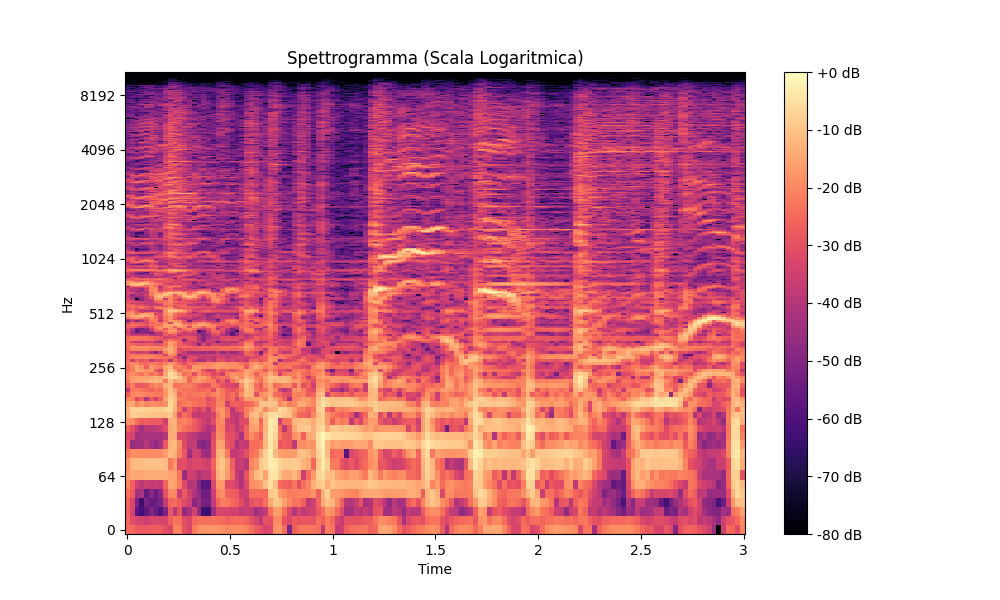 Spettrogramma (Scala Logaritmica)
8192
4096
2048
1024
512
256
128
64
0
Hz
0
0.5
1
1.5
2
2.5
3
Time
+0 dB
-10 dB
-20 dB
-30 dB
-40 dB
-50 dB
-60 dB
-70 dB
-80 dB